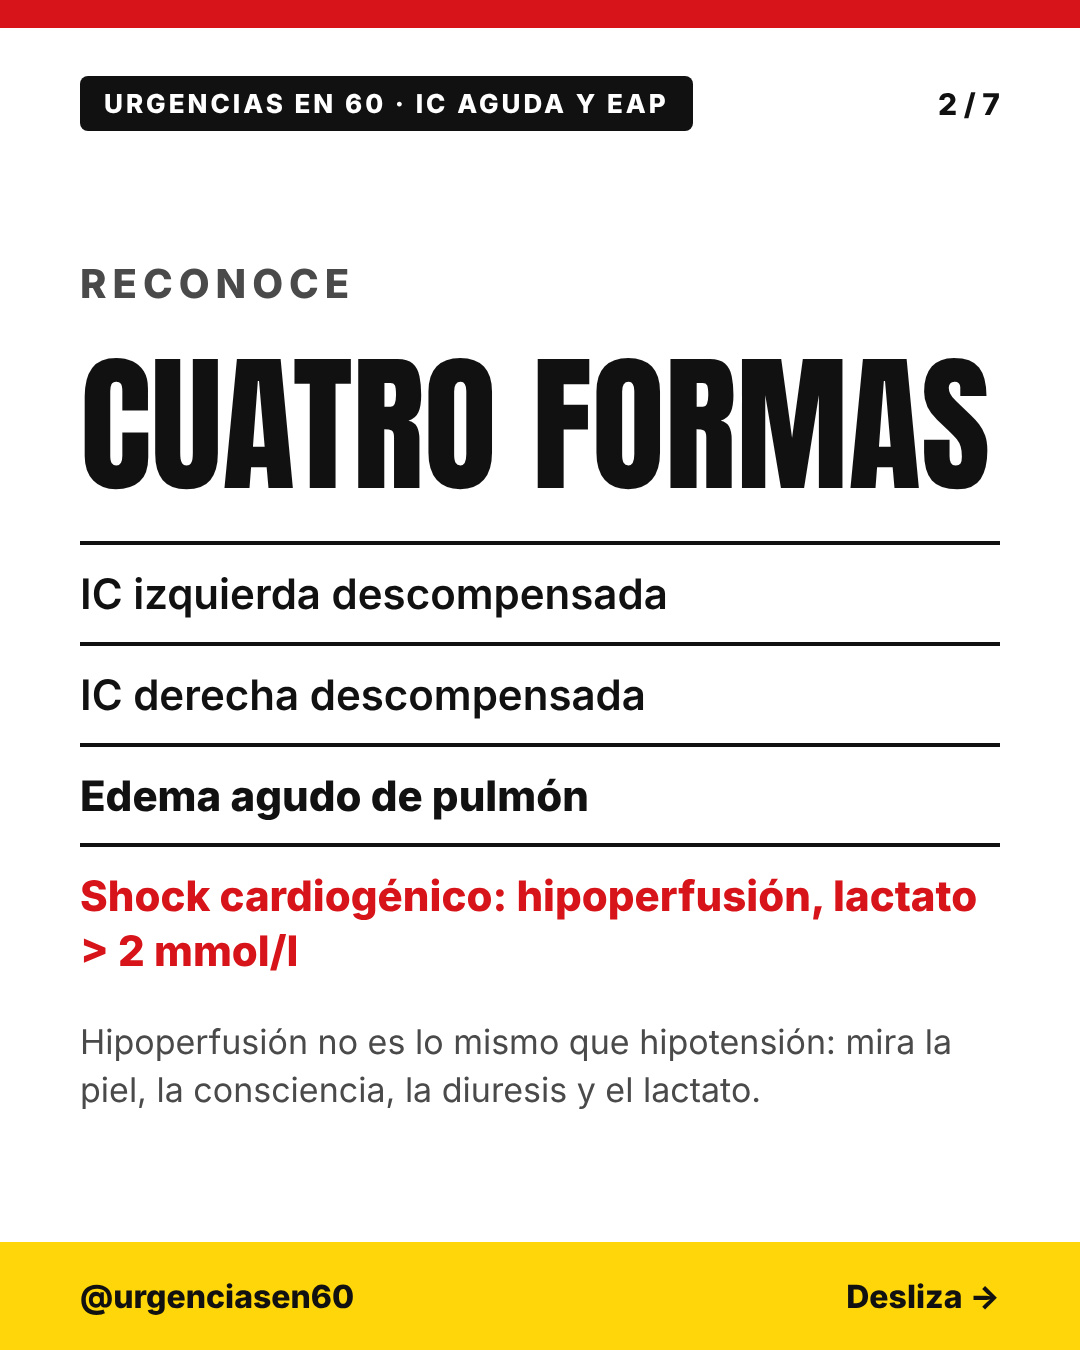 URGENCIAS EN 60 · IC AGUDA Y EAP
2 / 7
RECONOCE
CUATRO FORMAS
IC izquierda descompensada
IC derecha descompensada
Edema agudo de pulmón
Shock cardiogénico: hipoperfusión, lactato
> 2 mmol/l
Hipoperfusión no es lo mismo que hipotensión: mira la
piel, la consciencia, la diuresis y el lactato.
@urgenciasen60
Desliza →